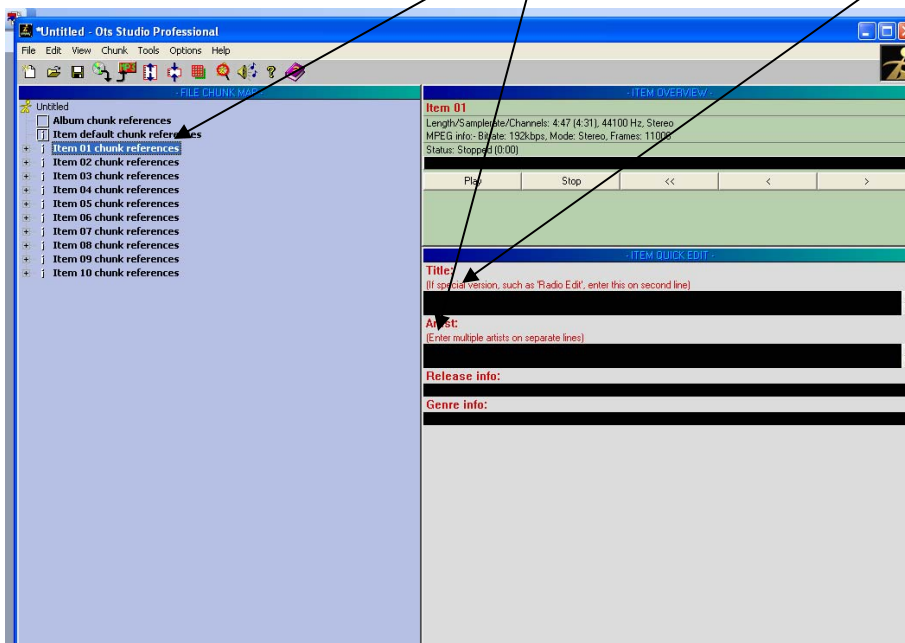 *Untitled - Ots Studio Professional
File Edit View Chunk Tools Options Help
- FILE CHUNK MAP -
Untitled
Album chunk references
Item default chunk references
Item 01 chunk references
Item 02 chunk references
Item 03 chunk references
Item 04 chunk references
Item 05 chunk references
Item 06 chunk references
Item 07 chunk references
Item 08 chunk references
Item 09 chunk references
Item 10 chunk references
- ITEM OVERVIEW -
Item 01
Length/Samplerate/Channels: 4:47 (4:31), 44100 Hz, Stereo
MPEG info:- Bitrate: 192kbps, Mode: Stereo, Frames: 11006
Status: Stopped (0:00)
Play Stop << < >
- ITEM QUICK EDIT -
Title:
(If special version, such as 'Radio Edit', enter this on second line)
Artist:
(Enter multiple artists on separate lines)
Release info:
Genre info: